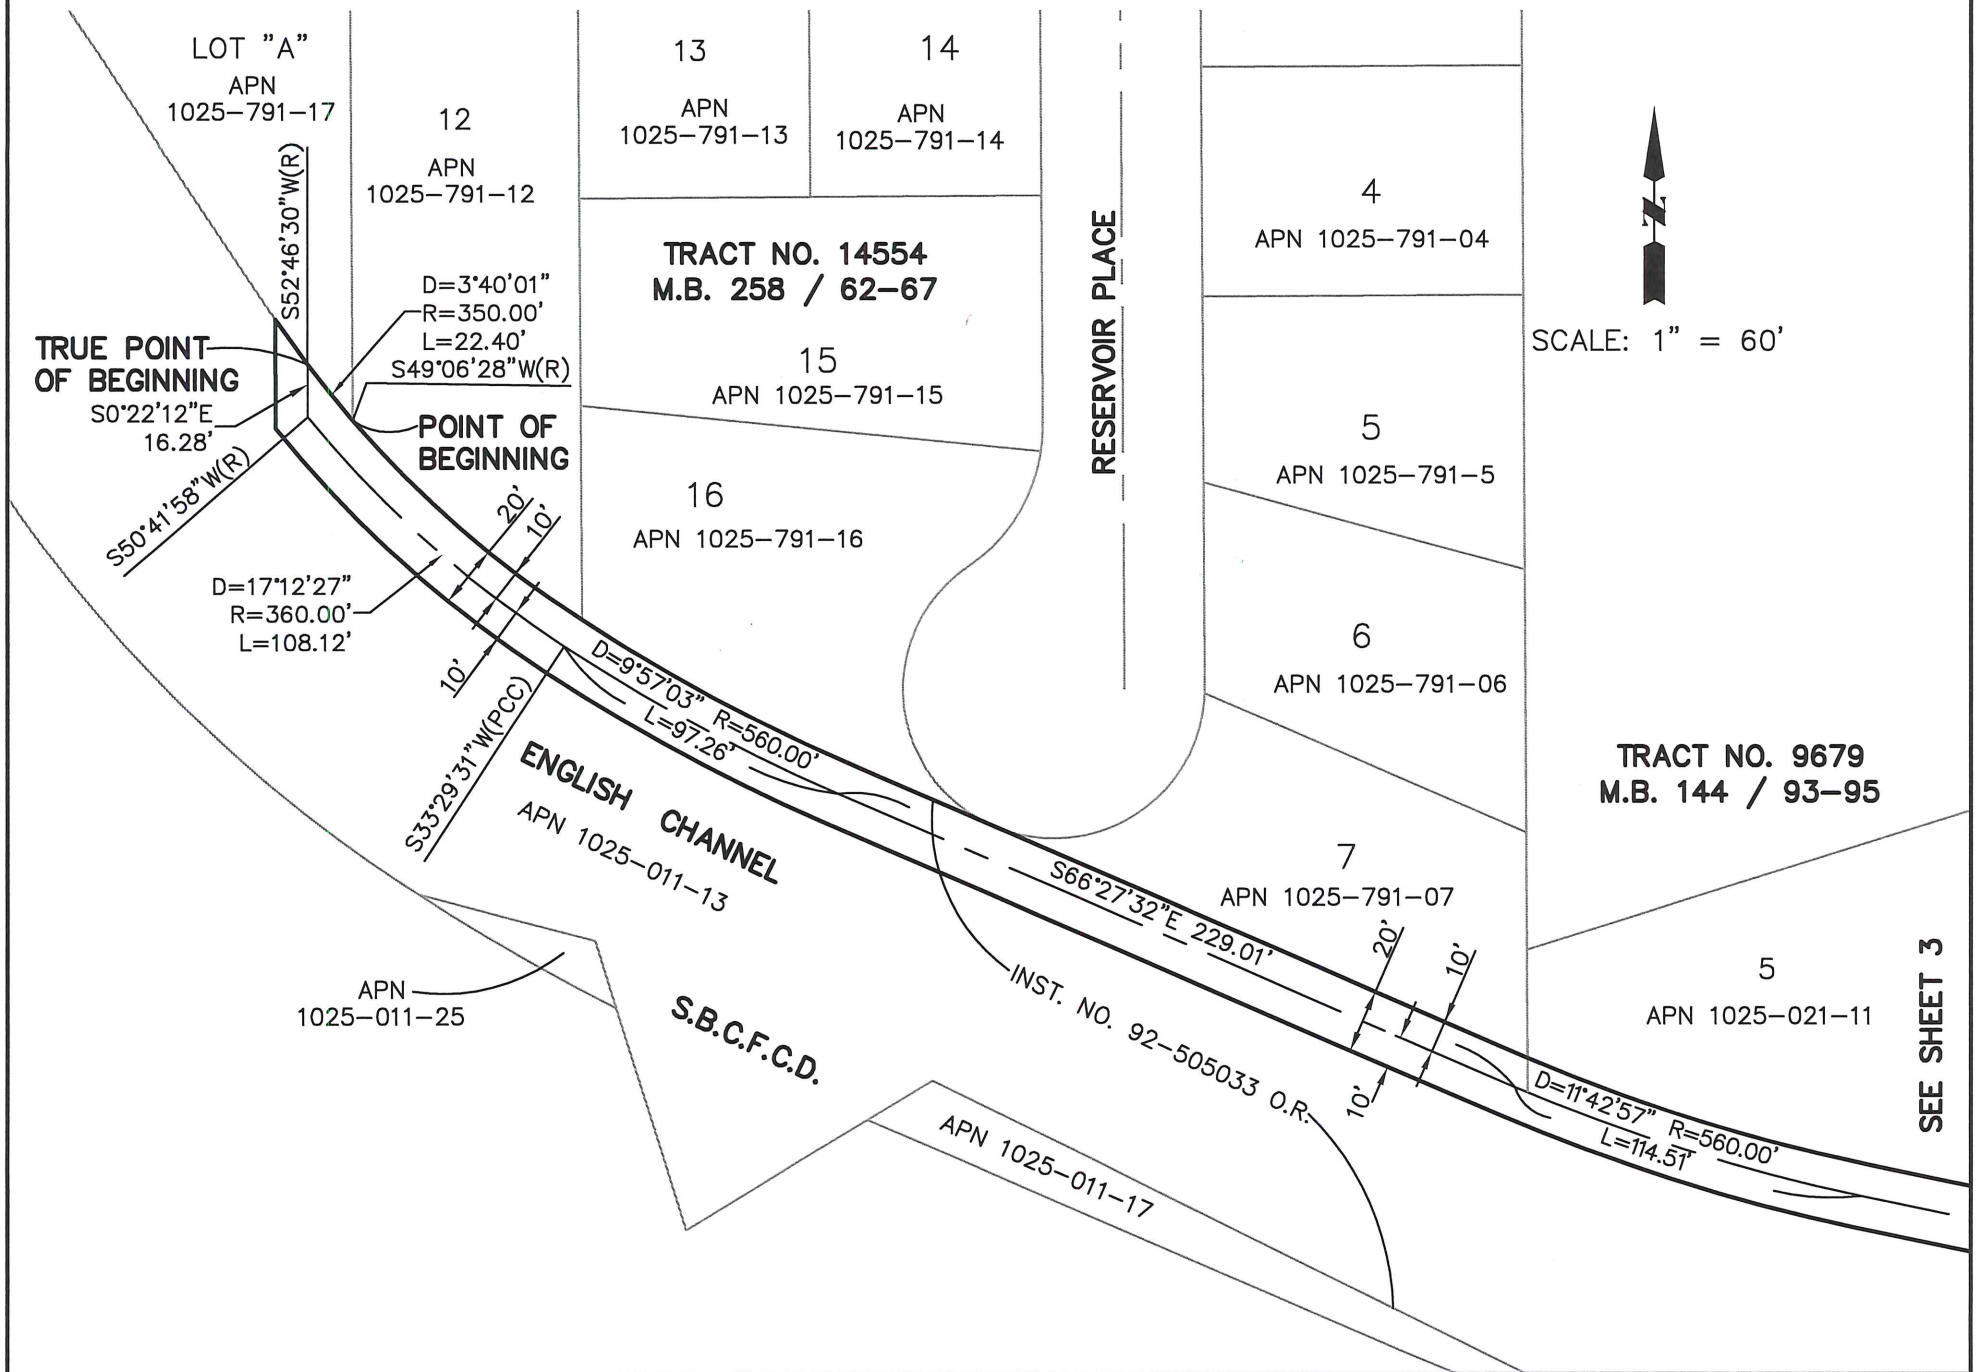 LOT "A"
APN
1025-791-17
12
APN
1025-791-12
13
APN
1025-791-13
14
APN
1025-791-14
4
APN 1025-791-04
N
SCALE: 1" = 60'
TRACT NO. 14554
M.B. 258 / 62-67
RESERVOIR PLACE
S52°46'30"W(R)
D=3°40'01"
R=350.00'
L=22.40'
S49°06'28"W(R)
TRUE POINT
OF BEGINNING
S0°22'12"E
16.28'
POINT OF
BEGINNING
15
APN 1025-791-15
5
APN 1025-791-5
16
APN 1025-791-16
S50°41'58"W(R)
20'
10'
10'
D=17°12'27"
R=360.00'
L=108.12'
6
APN 1025-791-06
S33°29'31"W(PCC)
D=9°57'03" R=560.00'
L=97.26'
ENGLISH CHANNEL
APN 1025-011-13
TRACT NO. 9679
M.B. 144 / 93-95
7
APN 1025-791-07
S66°27'32"E 229.01'
20'
10'
10'
5
APN 1025-021-11
SEE SHEET 3
APN
1025-011-25
S.B.C.F.C.D.
INST. NO. 92-505033 O.R.
D=11°42'57" R=560.00'
L=114.51'
APN 1025-011-17